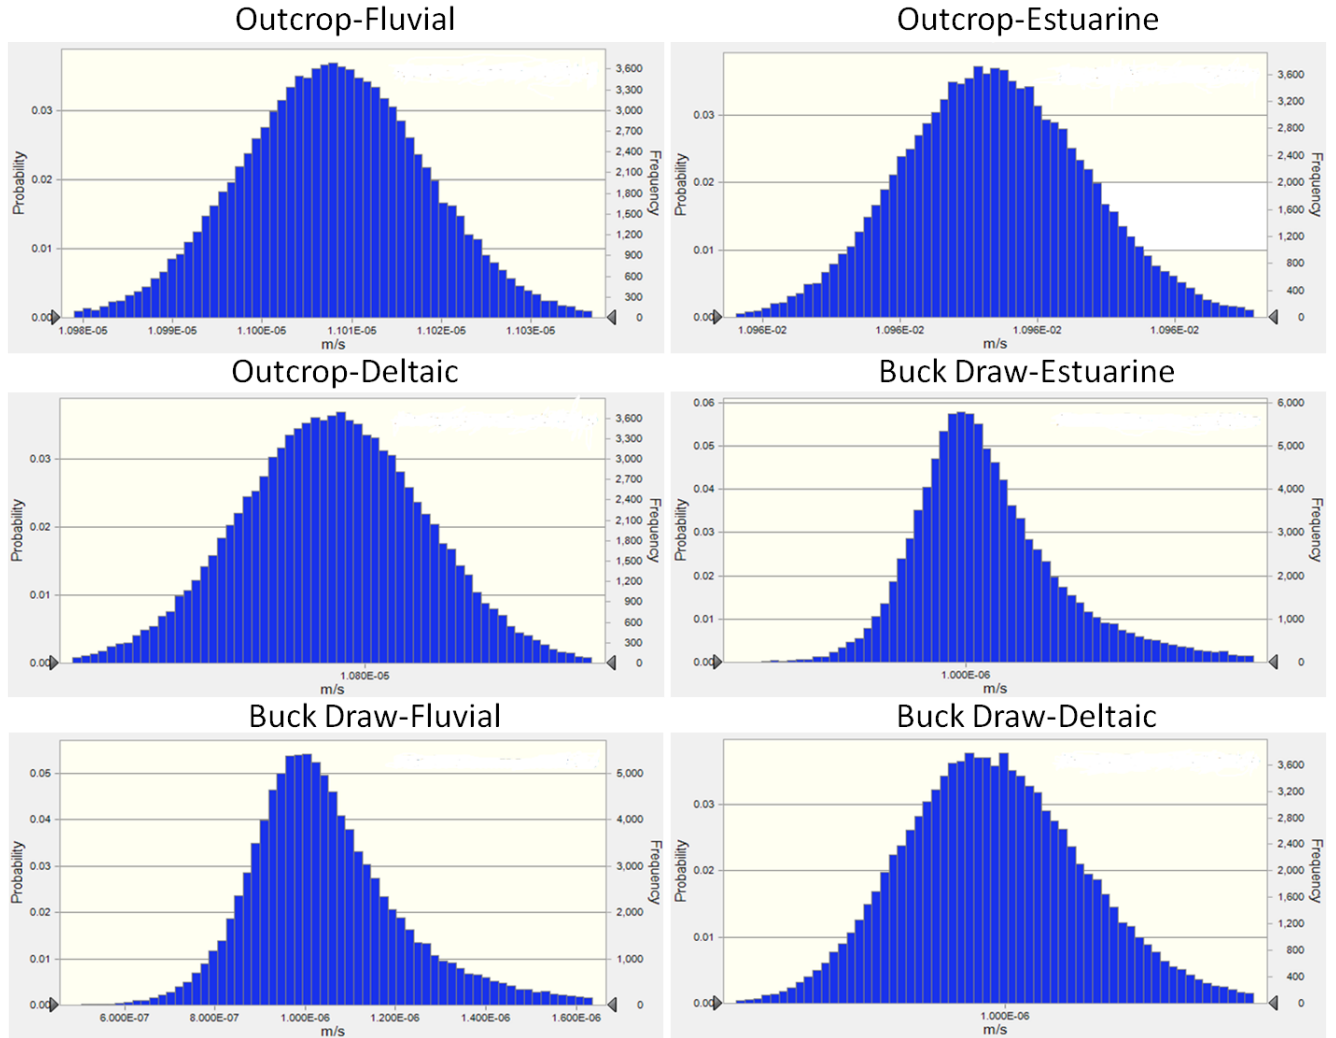 Outcrop-Fluvial
Probability
0.03
0.02
0.01
0.00
3,600
3,300
3,000
2,700
2,400
2,100
1,800
1,500
1,200
900
600
300
0
Frequency
1.098E-05 1.099E-05 1.100E-05 1.101E-05 1.102E-05 1.103E-05
m/s
Outcrop-Estuarine
Probability
0.03
0.02
0.01
0.00
3,600
3,200
2,800
2,400
2,000
1,600
1,200
800
400
0
Frequency
1.096E-02 1.096E-02 1.096E-02 1.096E-02
m/s
Outcrop-Deltaic
Probability
0.03
0.02
0.01
0.00
3,600
3,300
3,000
2,700
2,400
2,100
1,800
1,500
1,200
900
600
300
0
Frequency
1.080E-05
m/s
Buck Draw-Estuarine
Probability
0.06
0.05
0.04
0.03
0.02
0.01
0.00
6,000
5,000
4,000
3,000
2,000
1,000
0
Frequency
1.000E-06
m/s
Buck Draw-Fluvial
Probability
0.05
0.04
0.03
0.02
0.01
0.00
5,000
4,000
3,000
2,000
1,000
0
Frequency
6.000E-07 8.000E-07 1.000E-06 1.200E-06 1.400E-06 1.600E-06
m/s
Buck Draw-Deltaic
Probability
0.03
0.02
0.01
0.00
3,600
3,200
2,800
2,400
2,000
1,600
1,200
800
400
0
Frequency
1.000E-06
m/s